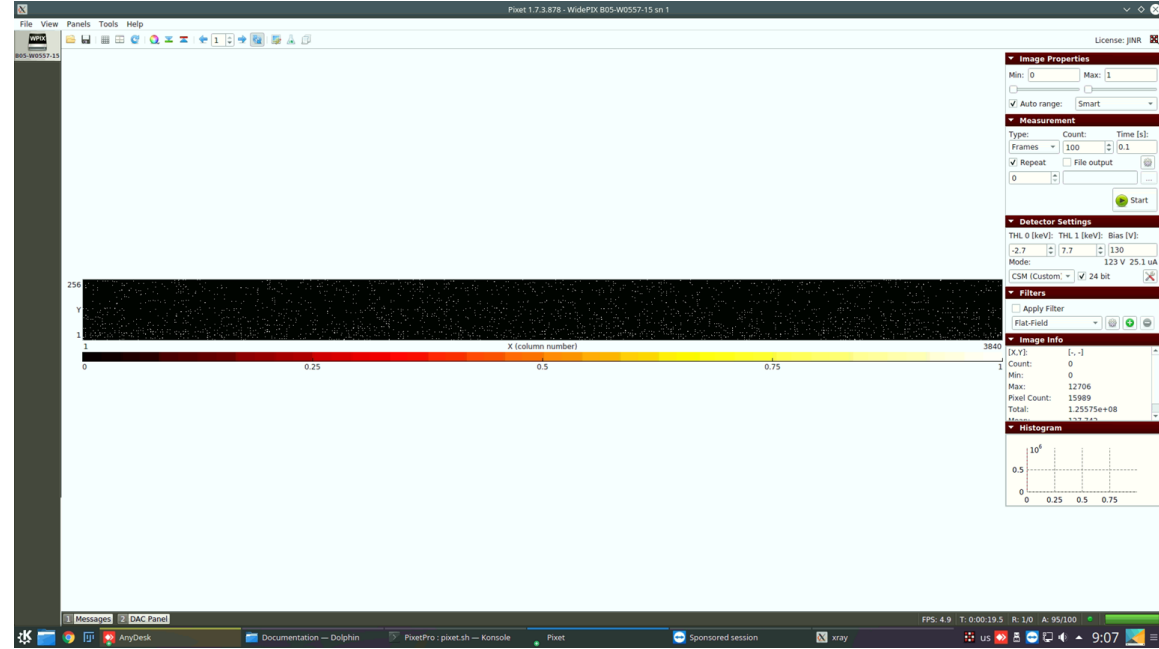 Pixet 1.7.3.878 - WidePIX B05-W0557-15 sn 1
File View Panels Tools Help
WPIX
B05-W0557-15
1
License: JINR
Image Properties
Min: 0 Max: 1
Auto range: Smart
Measurement
Type: Count: Time [s]:
Frames 100 0.1
Repeat File output
0 ...
Start
Detector Settings
THL 0 [keV]: THL 1 [keV]: Bias [V]:
-2.7 7.7 130
Mode: 123 V 25.1 uA
CSM (Custom) 24 bit
Filters
Apply Filter
Flat-Field
Image Info
[X,Y]: [-, -]
Count: 0
Min: 0
Max: 12706
Pixel Count: 15989
Total: 1.25575e+08
Histogram
10^6
0.5
0
0 0.25 0.5 0.75
256
Y
1
1 X (column number) 3840
0 0.25 0.5 0.75 1
1 Messages 2 DAC Panel
FPS: 4.9 T: 0:00:19.5 R: 1/0 A: 95/100
AnyDesk Documentation — Dolphin PixetPro : pixet.sh — Konsole Pixet Sponsored session xray us 9:07